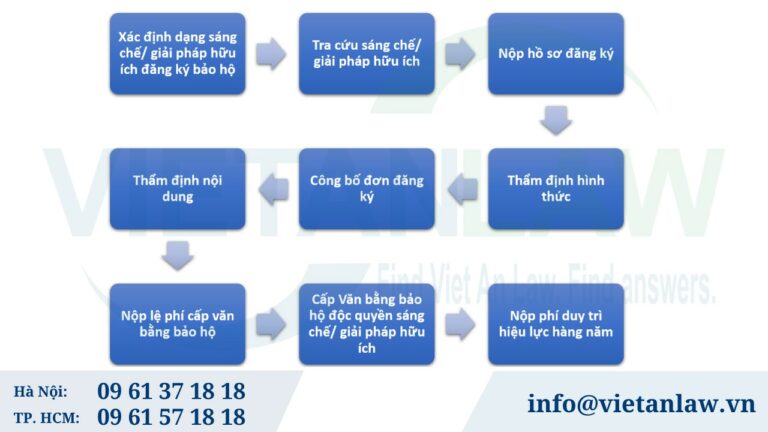 Xác định dạng sáng
chế/ giải pháp hữu
ích đăng ký bảo hộ
Tra cứu sáng chế/
giải pháp hữu ích
Nộp hồ sơ đăng ký
Thẩm định hình
thức
Công bố đơn đăng
ký
Thẩm định nội
dung
Nộp lệ phí cấp văn
bằng bảo hộ
Cấp Văn bằng bảo
hộ độc quyền sáng
chế/ giải pháp hữu
ích
Nộp phí duy trì
hiệu lực hàng năm
VIETANLAW
Find Viet An Law. Find answers.
Hà Nội: 09 61 37 18 18
TP. HCM: 09 61 57 18 18
info@vietanlaw.vn